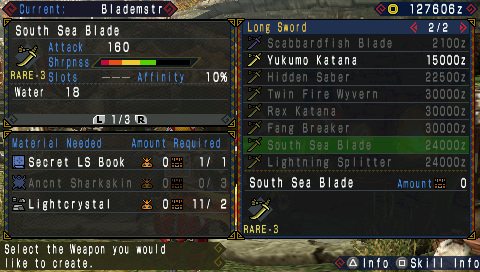 Current: Blademstr
127606z
South Sea Blade
Attack 160
Shrpnss
RARE-3 Slots --- Affinity 10%
Water 18
L 1/3 R
Material Needed Amount Required
Secret LS Book 0 1/ 1
Ancnt Sharkskin 0 0/ 3
Lightcrystal 0 11/ 2
Select the Weapon you would
like to create.
Long Sword 2/2
Scabbardfish Blade 2100z
Yukumo Katana 15000z
Hidden Saber 22500z
Twin Fire Wyvern 30000z
Rex Katana 30000z
Fang Breaker 30000z
South Sea Blade 24000z
Lightning Splitter 24000z
South Sea Blade Amount 0
RARE-3
Info Skill Info